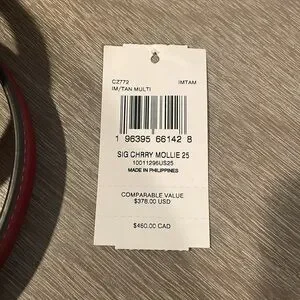 CZ772 IMTAM
IM/TAN MULTI
1 96395 66142 8
SIG CHRRY MOLLIE 25
10011296US25
MADE IN PHILIPPINES
COMPARABLE VALUE
$378.00 USD
$460.00 CAD